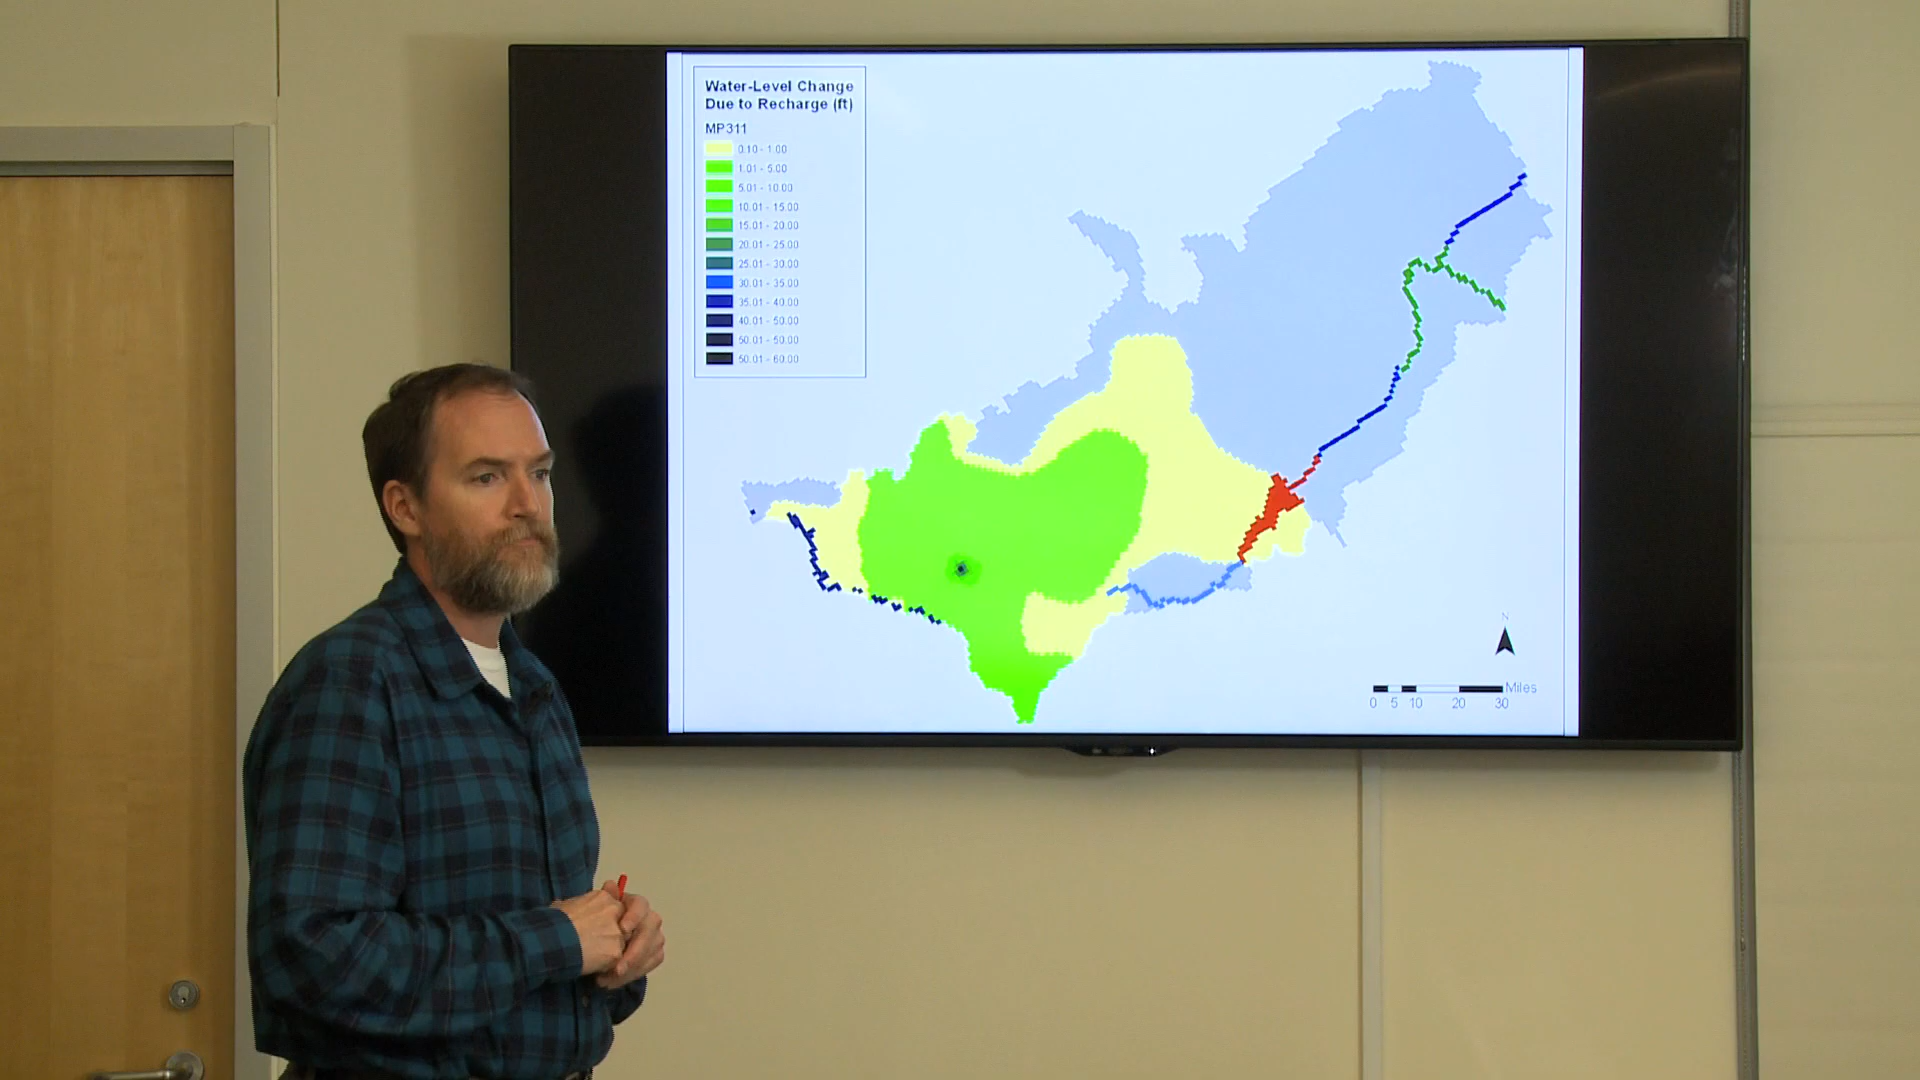 Water-Level Change
Due to Recharge (ft)
MP311
0.10 - 1.00
1.01 - 5.00
5.01 - 10.00
10.01 - 15.00
15.01 - 20.00
20.01 - 25.00
25.01 - 30.00
30.01 - 35.00
35.01 - 40.00
40.01 - 50.00
50.01 - 50.00
50.01 - 60.00
N
Miles
0 5 10 20 30